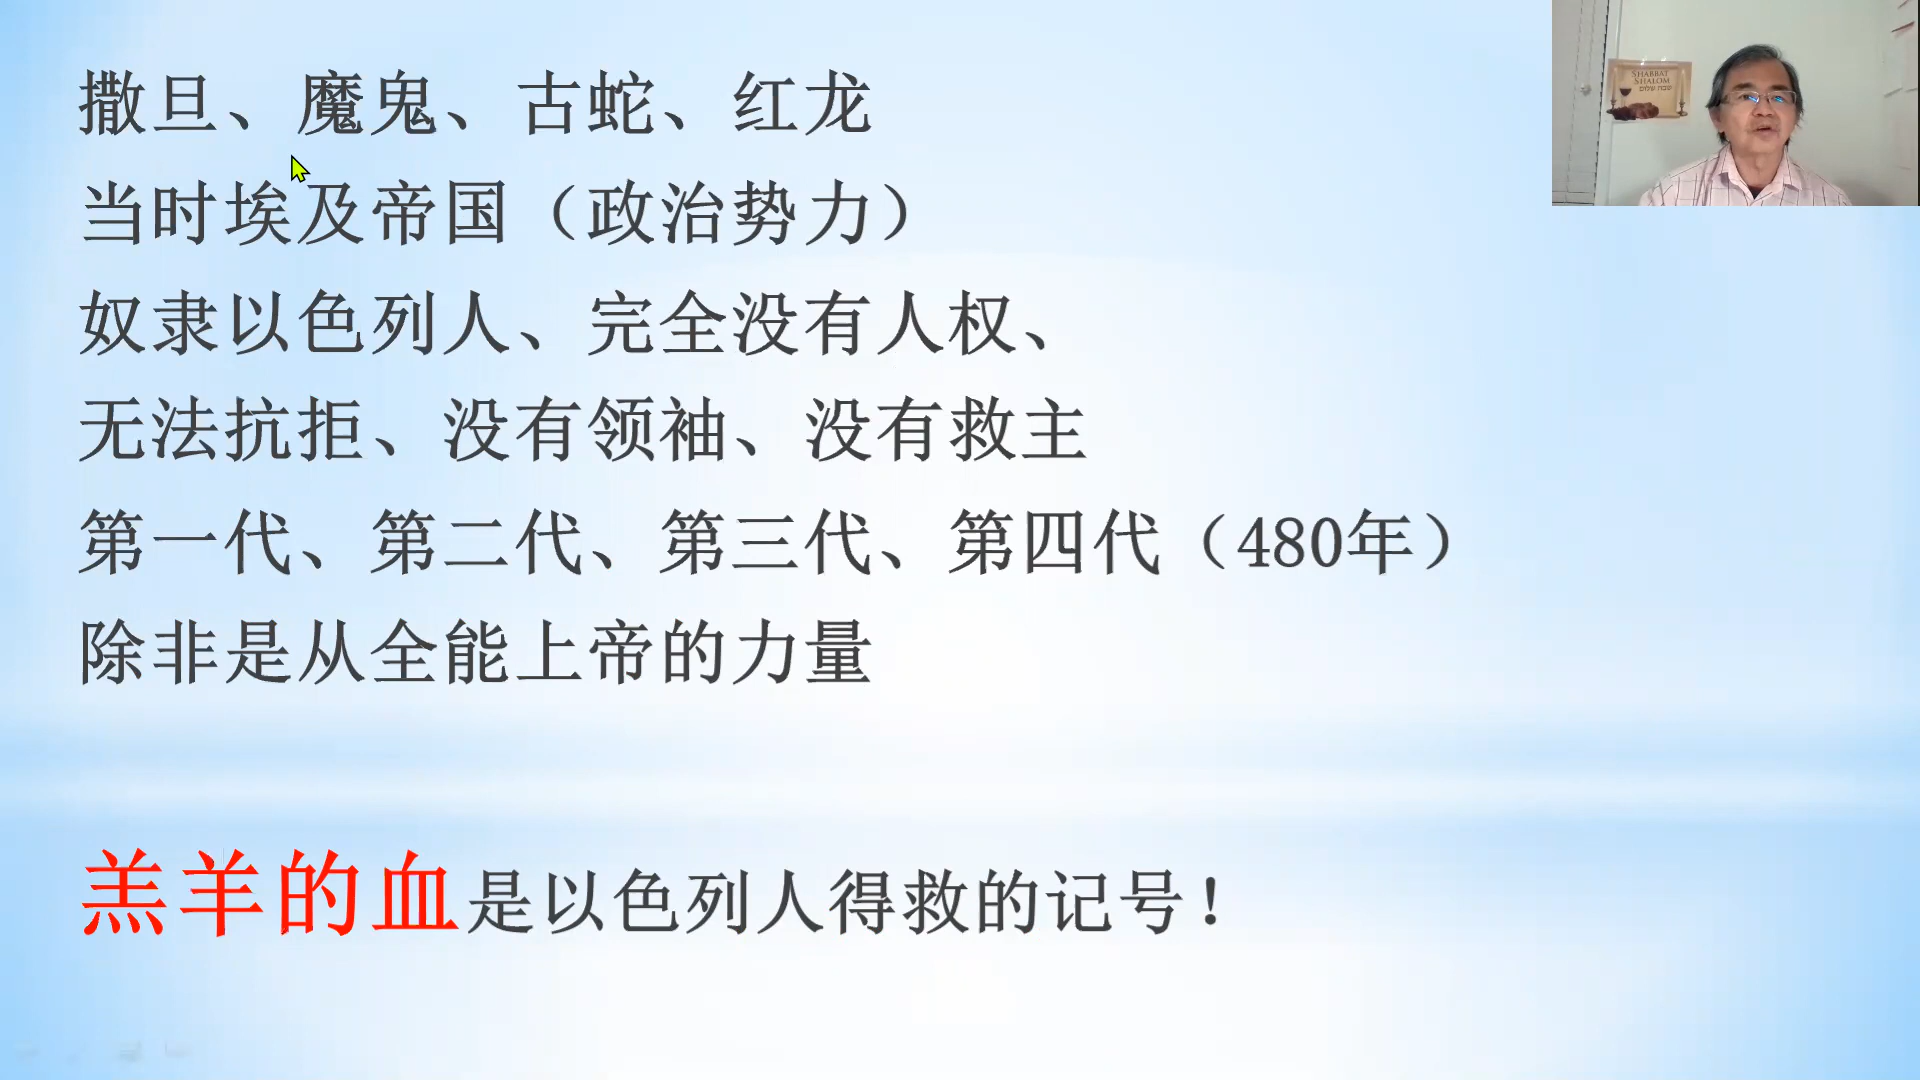 撒旦、魔鬼、古蛇、红龙
当时埃及帝国（政治势力）
奴隶以色列人、完全没有人权、
无法抗拒、没有领袖、没有救主
第一代、第二代、第三代、第四代（480年）
除非是从全能上帝的力量
羔羊的血是以色列人得救的记号！
SHABBAT
SHALOM
שבת שלום